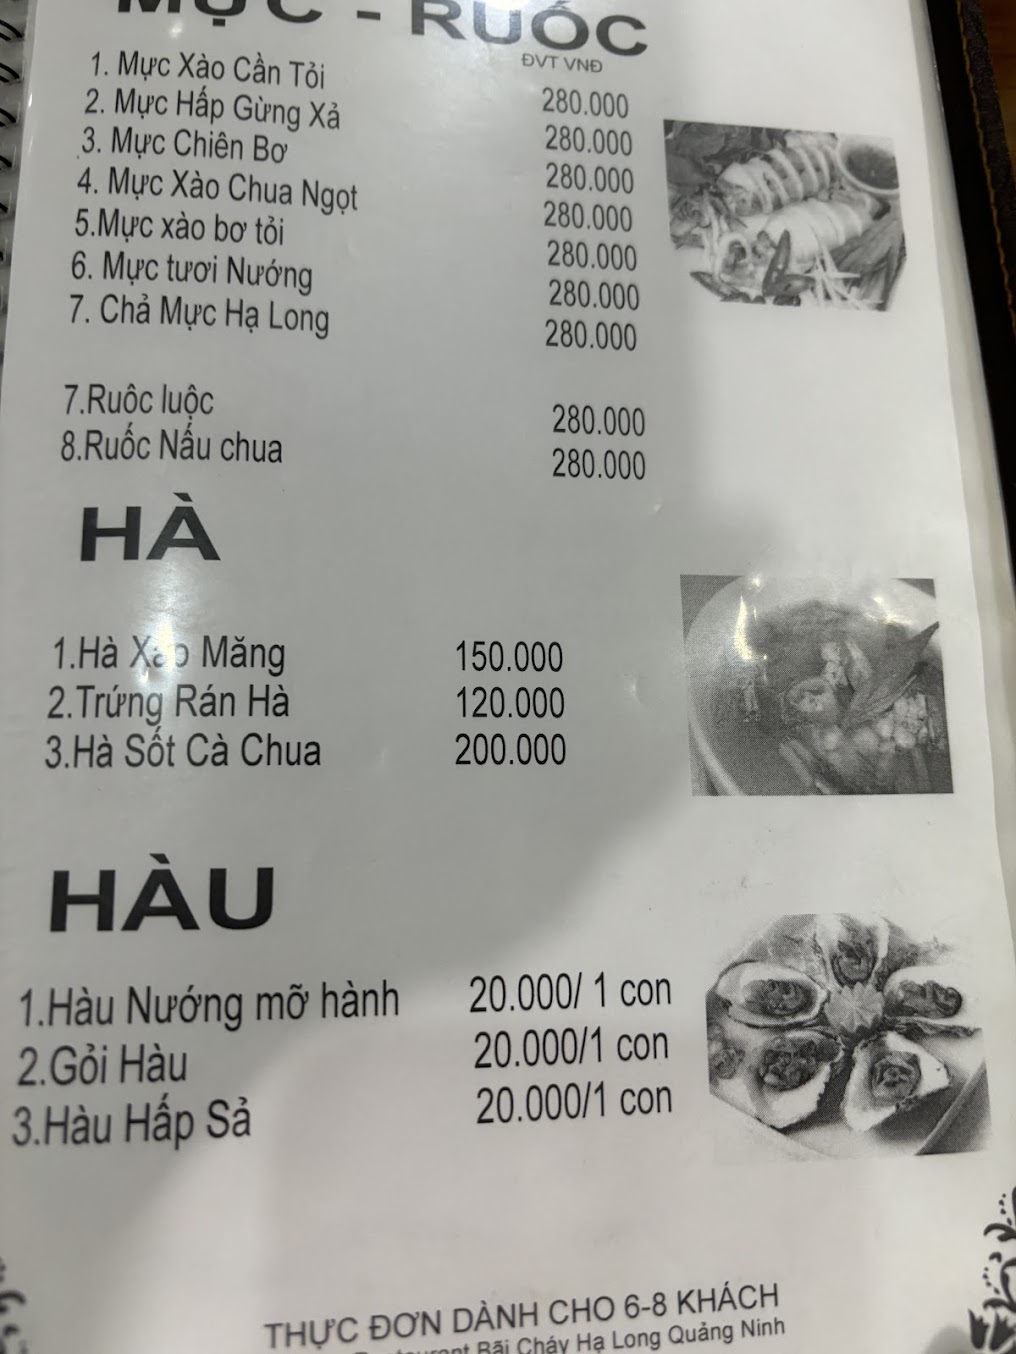 MỰC - RUỐC
ĐVT VNĐ
1. Mực Xào Cần Tỏi 280.000
2. Mực Hấp Gừng Xả 280.000
3. Mực Chiên Bơ 280.000
4. Mực Xào Chua Ngọt 280.000
5.Mực xào bơ tỏi 280.000
6. Mực tươi Nướng 280.000
7. Chả Mực Hạ Long 280.000
7.Ruôc luộc 280.000
8.Ruốc Nấu chua 280.000
HÀ
1.Hà Xào Măng 150.000
2.Trứng Rán Hà 120.000
3.Hà Sốt Cà Chua 200.000
HÀU
1.Hàu Nướng mỡ hành 20.000/ 1 con
2.Gỏi Hàu 20.000/1 con
3.Hàu Hấp Sả 20.000/1 con
THỰC ĐƠN DÀNH CHO 6-8 KHÁCH
Bãi Cháy Hạ Long Quảng Ninh